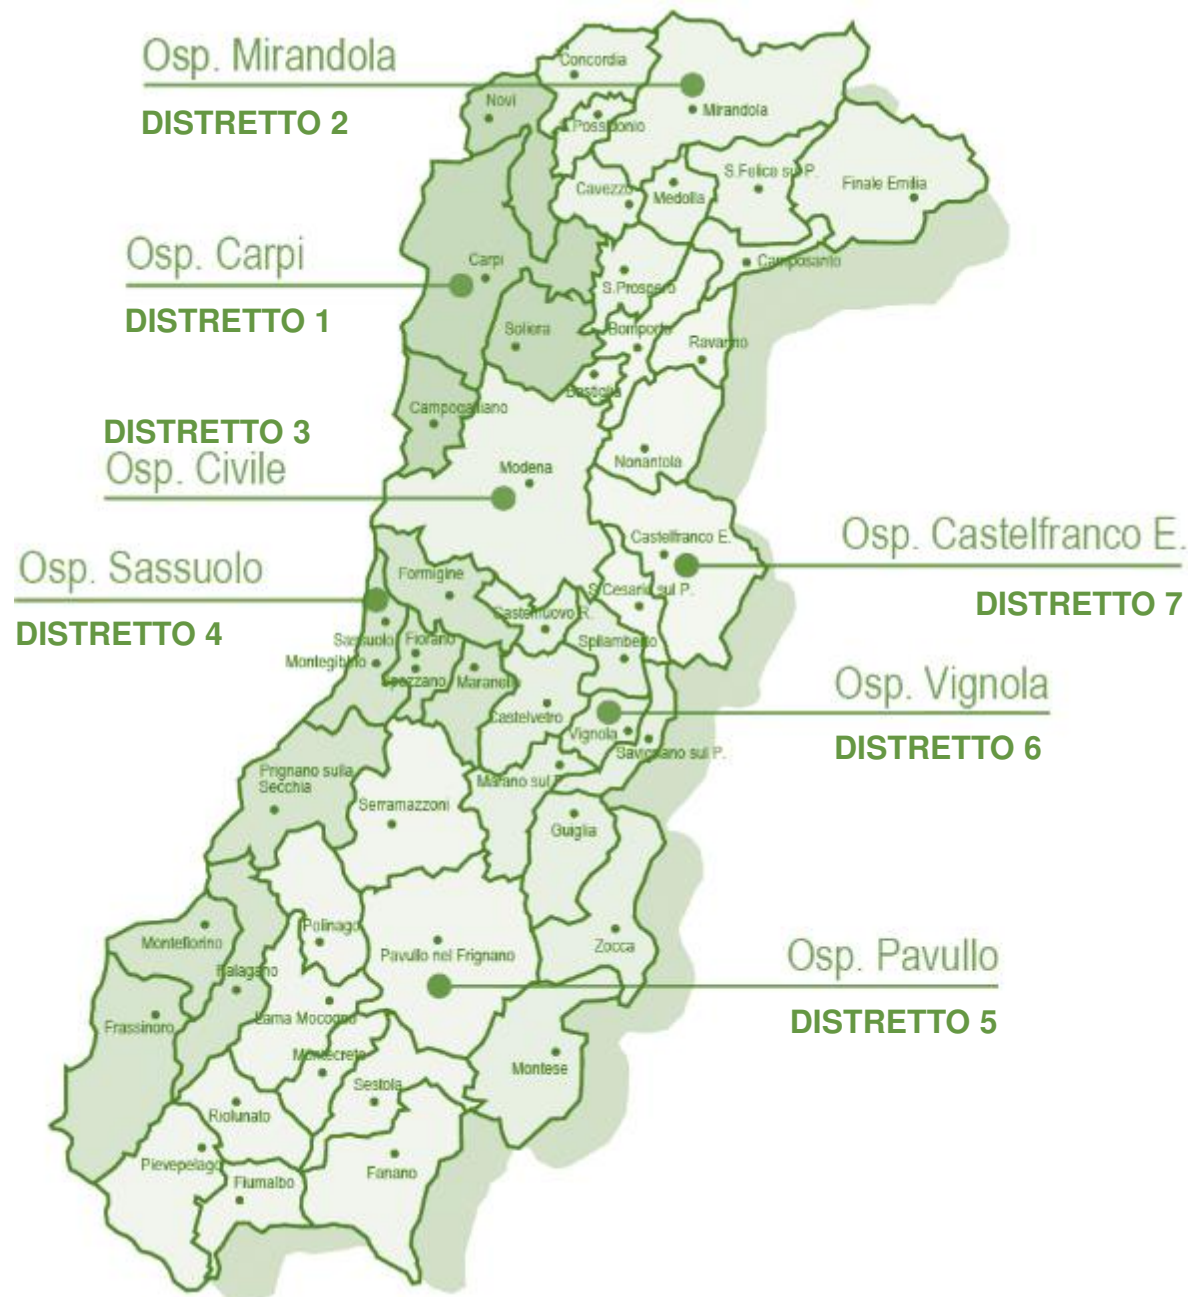 Osp. Mirandola
DISTRETTO 2
Concordia
Novi
Mirandola
S.Possidonio
S.Felice sul P.
Finale Emilia
Cavezzo
Medolla
Osp. Carpi
DISTRETTO 1
Carpi
Camposanto
S.Prospero
Soliera
Bomporto
Ravarino
Bastiglia
Campogalliano
DISTRETTO 3
Osp. Civile
Modena
Nonantola
Castelfranco E.
Osp. Castelfranco E.
DISTRETTO 7
Osp. Sassuolo
DISTRETTO 4
Formigine
S.Cesario sul P.
Castelnuovo R.
Sassuolo
Fiorano
Spilamberto
Montegibbio
Spezzano
Maranello
Osp. Vignola
DISTRETTO 6
Castelvetro
Vignola
Savignano sul P.
Prignano sulla
Secchia
Marano sul P.
Serramazzoni
Guiglia
Polinago
Montefiorino
Pavullo nel Frignano
Zocca
Osp. Pavullo
DISTRETTO 5
Palagano
Frassinoro
Lama Mocogno
Montecreto
Montese
Sestola
Riolunato
Pievepelago
Fiumalbo
Fanano